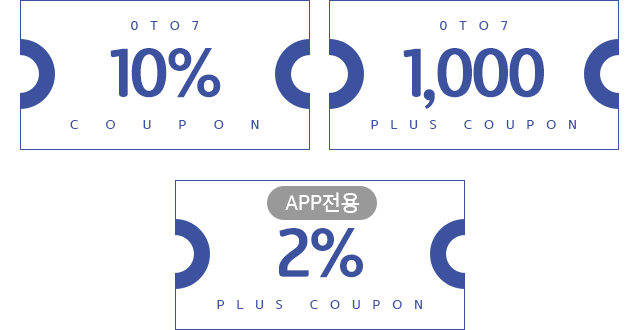 0TO7
10%
COUPON
0TO7
1,000
PLUS COUPON
APP전용
2%
PLUS COUPON